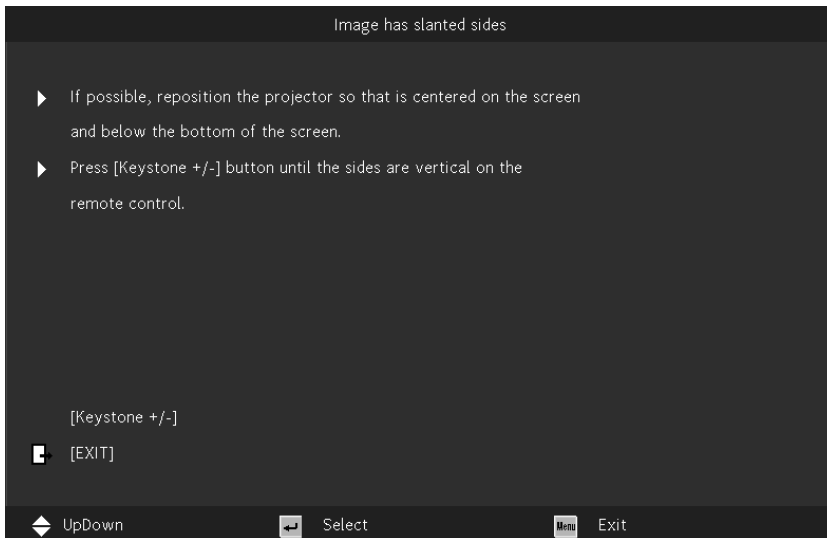 Image has slanted sides
If possible, reposition the projector so that is centered on the screen
and below the bottom of the screen.
Press [Keystone +/-] button until the sides are vertical on the
remote control.
[Keystone +/-]
[EXIT]
UpDown
Select
Menu
Exit